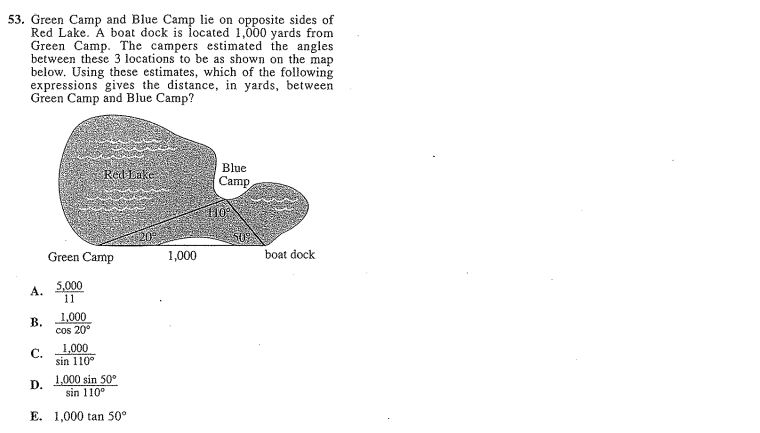 53. Green Camp and Blue Camp lie on opposite sides of
Red Lake. A boat dock is located 1,000 yards from
Green Camp. The campers estimated the angles
between these 3 locations to be as shown on the map
below. Using these estimates, which of the following
expressions gives the distance, in yards, between
Green Camp and Blue Camp?
Red Lake
Blue
Camp
110°
20°
50°
Green Camp
1,000
boat dock
A. 5,000
11
B. 1,000
cos 20°
C. 1,000
sin 110°
D. 1,000 sin 50°
sin 110°
E. 1,000 tan 50°